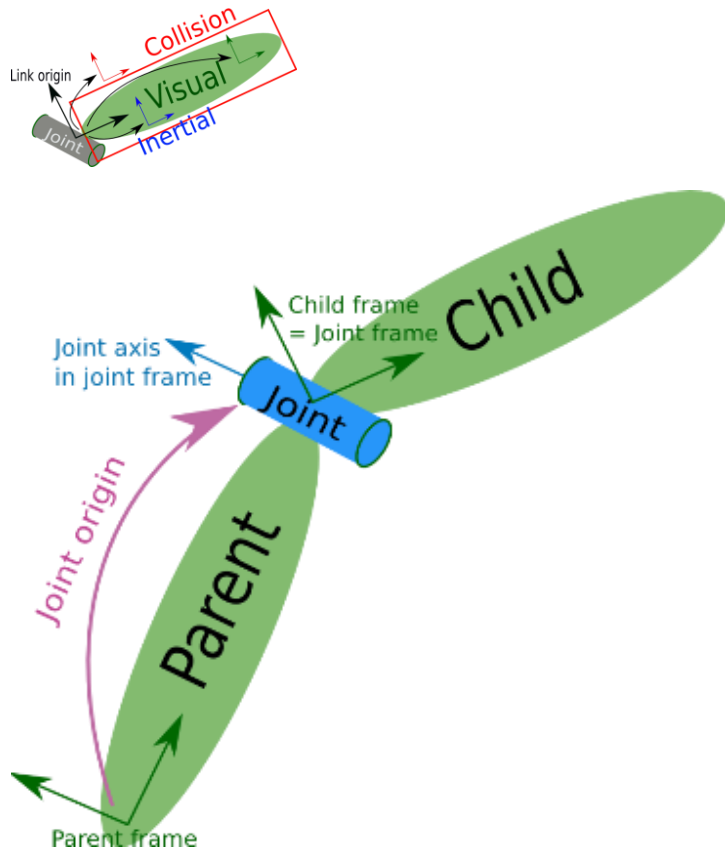 Collision
Link origin
Visual
Joint
Inertial
Child frame
= Joint frame
Child
Joint axis
in joint frame
Joint
Joint origin
Parent
Parent frame